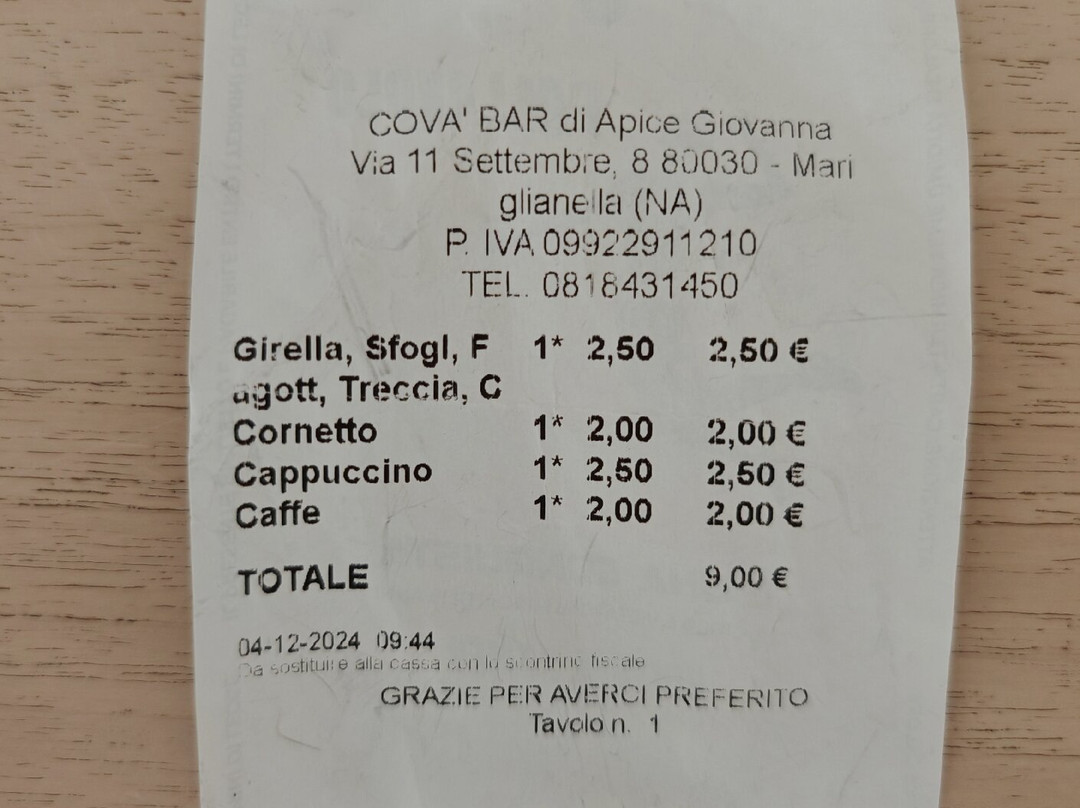 COVA' BAR di Apice Giovanna
Via 11 Settembre, 8 80030 - Mari
glianella (NA)
P. IVA 09922911210
TEL. 0818431450
Girella, Sfogl, F 1* 2,50 2,50 €
agott, Treccia, C
Cornetto 1* 2,00 2,00 €
Cappuccino 1* 2,50 2,50 €
Caffe 1* 2,00 2,00 €
TOTALE 9,00 €
04-12-2024 09:44
Da sostituire alla cassa con lo scontrino fiscale
GRAZIE PER AVERCI PREFERITO
Tavolo n. 1